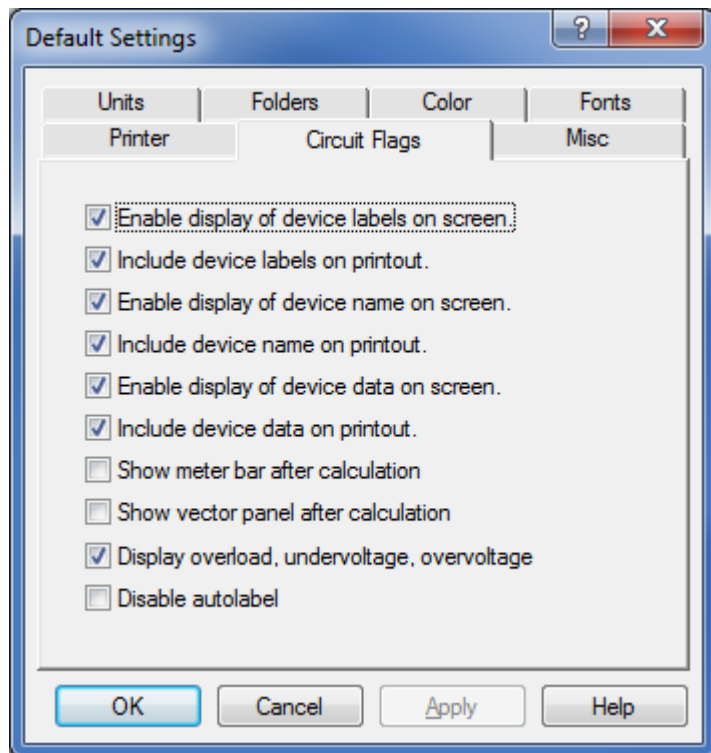 Default Settings
?
Units Folders Color Fonts
Printer Circuit Flags Misc
Enable display of device labels on screen.
Include device labels on printout.
Enable display of device name on screen.
Include device name on printout.
Enable display of device data on screen.
Include device data on printout.
Show meter bar after calculation
Show vector panel after calculation
Display overload, undervoltage, overvoltage
Disable autolabel
OK Cancel Apply Help